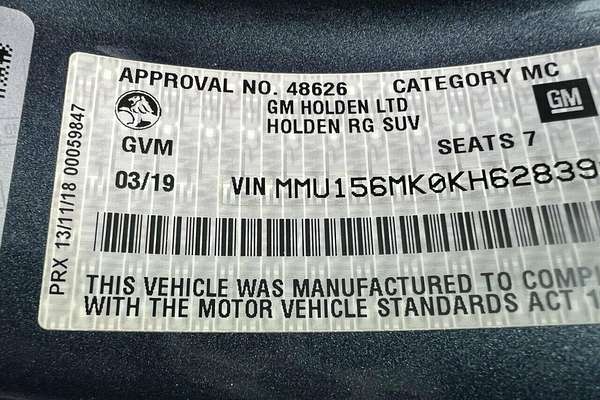 APPROVAL NO. 48626 CATEGORY MC
GM HOLDEN LTD
HOLDEN RG SUV
GM
GVM
SEATS 7
03/19 VIN MMU156MK0KH62839
THIS VEHICLE WAS MANUFACTURED TO COMP
WITH THE MOTOR VEHICLE STANDARDS ACT 1
PRX 13/11/18 00059847